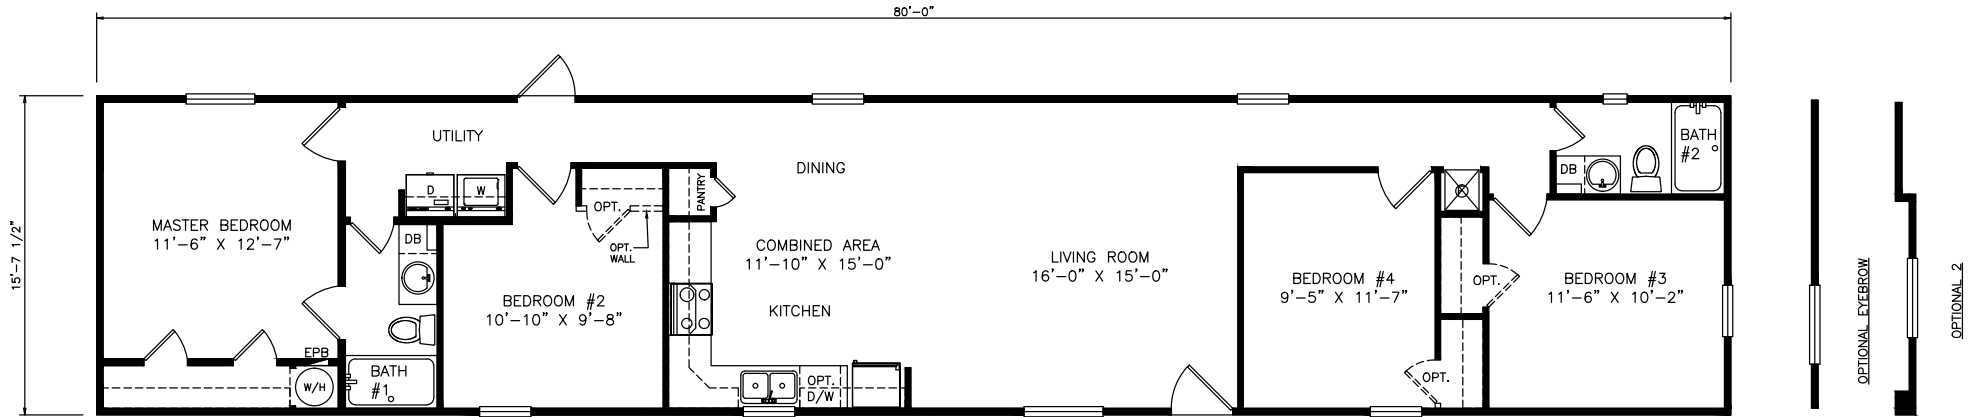 80'-0"
15'-7 1/2"
UTILITY
MASTER BEDROOM
11'-6" X 12'-7"
D
W
DB
OPT.
OPT.
WALL
PANTRY
DINING
COMBINED AREA
11'-10" X 15'-0"
KITCHEN
LIVING ROOM
16'-0" X 15'-0"
BEDROOM #2
10'-10" X 9'-8"
EPB
W/H
BATH
#1
OPT.
D/W
BEDROOM #4
9'-5" X 11'-7"
OPT.
OPT.
BEDROOM #3
11'-6" X 10'-2"
DB
BATH
#2
OPTIONAL EYEBROW
OPTIONAL 2